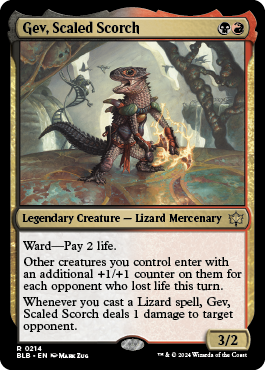 Gev, Scaled Scorch
Legendary Creature — Lizard Mercenary
Ward—Pay 2 life.
Other creatures you control enter with
an additional +1/+1 counter on them for
each opponent who lost life this turn.
Whenever you cast a Lizard spell, Gev,
Scaled Scorch deals 1 damage to target
opponent.
3/2
R 0214
BLB • EN Mark Zug
™ & © 2024 Wizards of the Coast